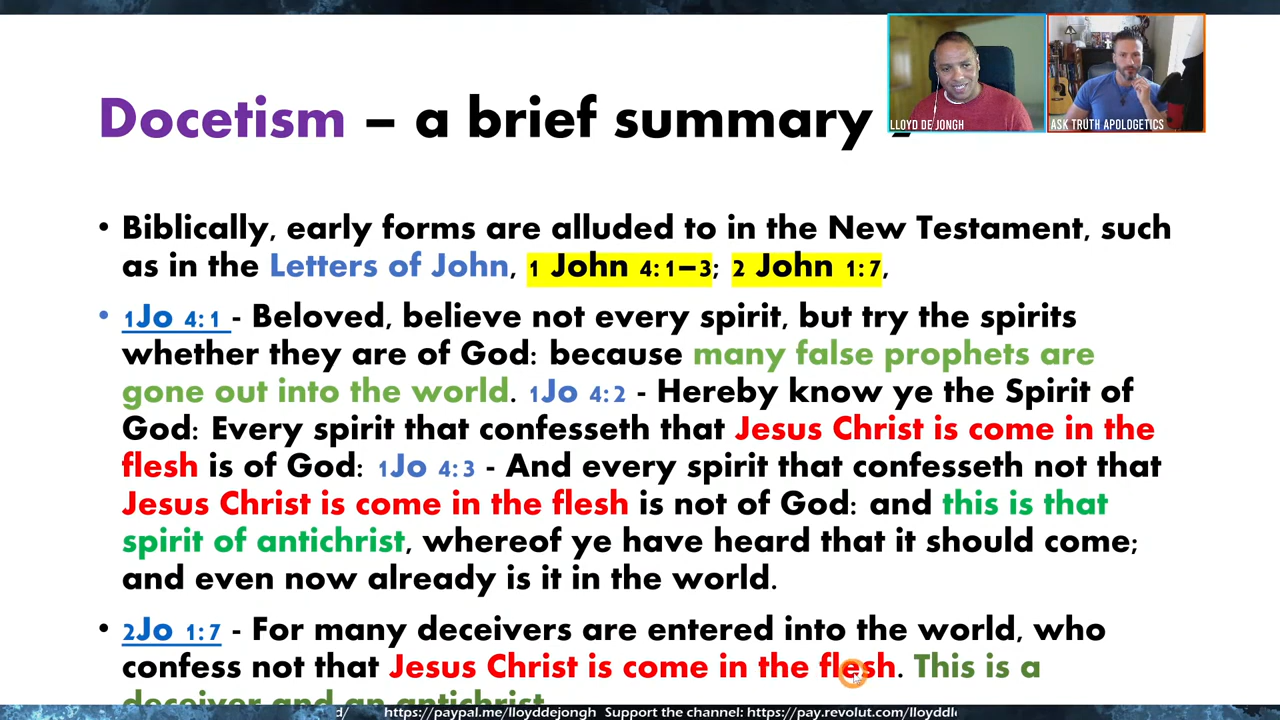 Docetism – a brief summary
LLOYD DE JONGH
ASK TRUTH APOLOGETICS
• Biblically, early forms are alluded to in the New Testament, such
as in the Letters of John, 1 John 4:1–3; 2 John 1:7,
• 1Jo 4:1 - Beloved, believe not every spirit, but try the spirits
whether they are of God: because many false prophets are
gone out into the world. 1Jo 4:2 - Hereby know ye the Spirit of
God: Every spirit that confesseth that Jesus Christ is come in the
flesh is of God: 1Jo 4:3 - And every spirit that confesseth not that
Jesus Christ is come in the flesh is not of God: and this is that
spirit of antichrist, whereof ye have heard that it should come;
and even now already is it in the world.
• 2Jo 1:7 - For many deceivers are entered into the world, who
confess not that Jesus Christ is come in the flesh. This is a
deceiver and an antichrist.
d/ https://paypal.me/lloyddejongh Support the channel: https://pay.revolut.com/lloydd